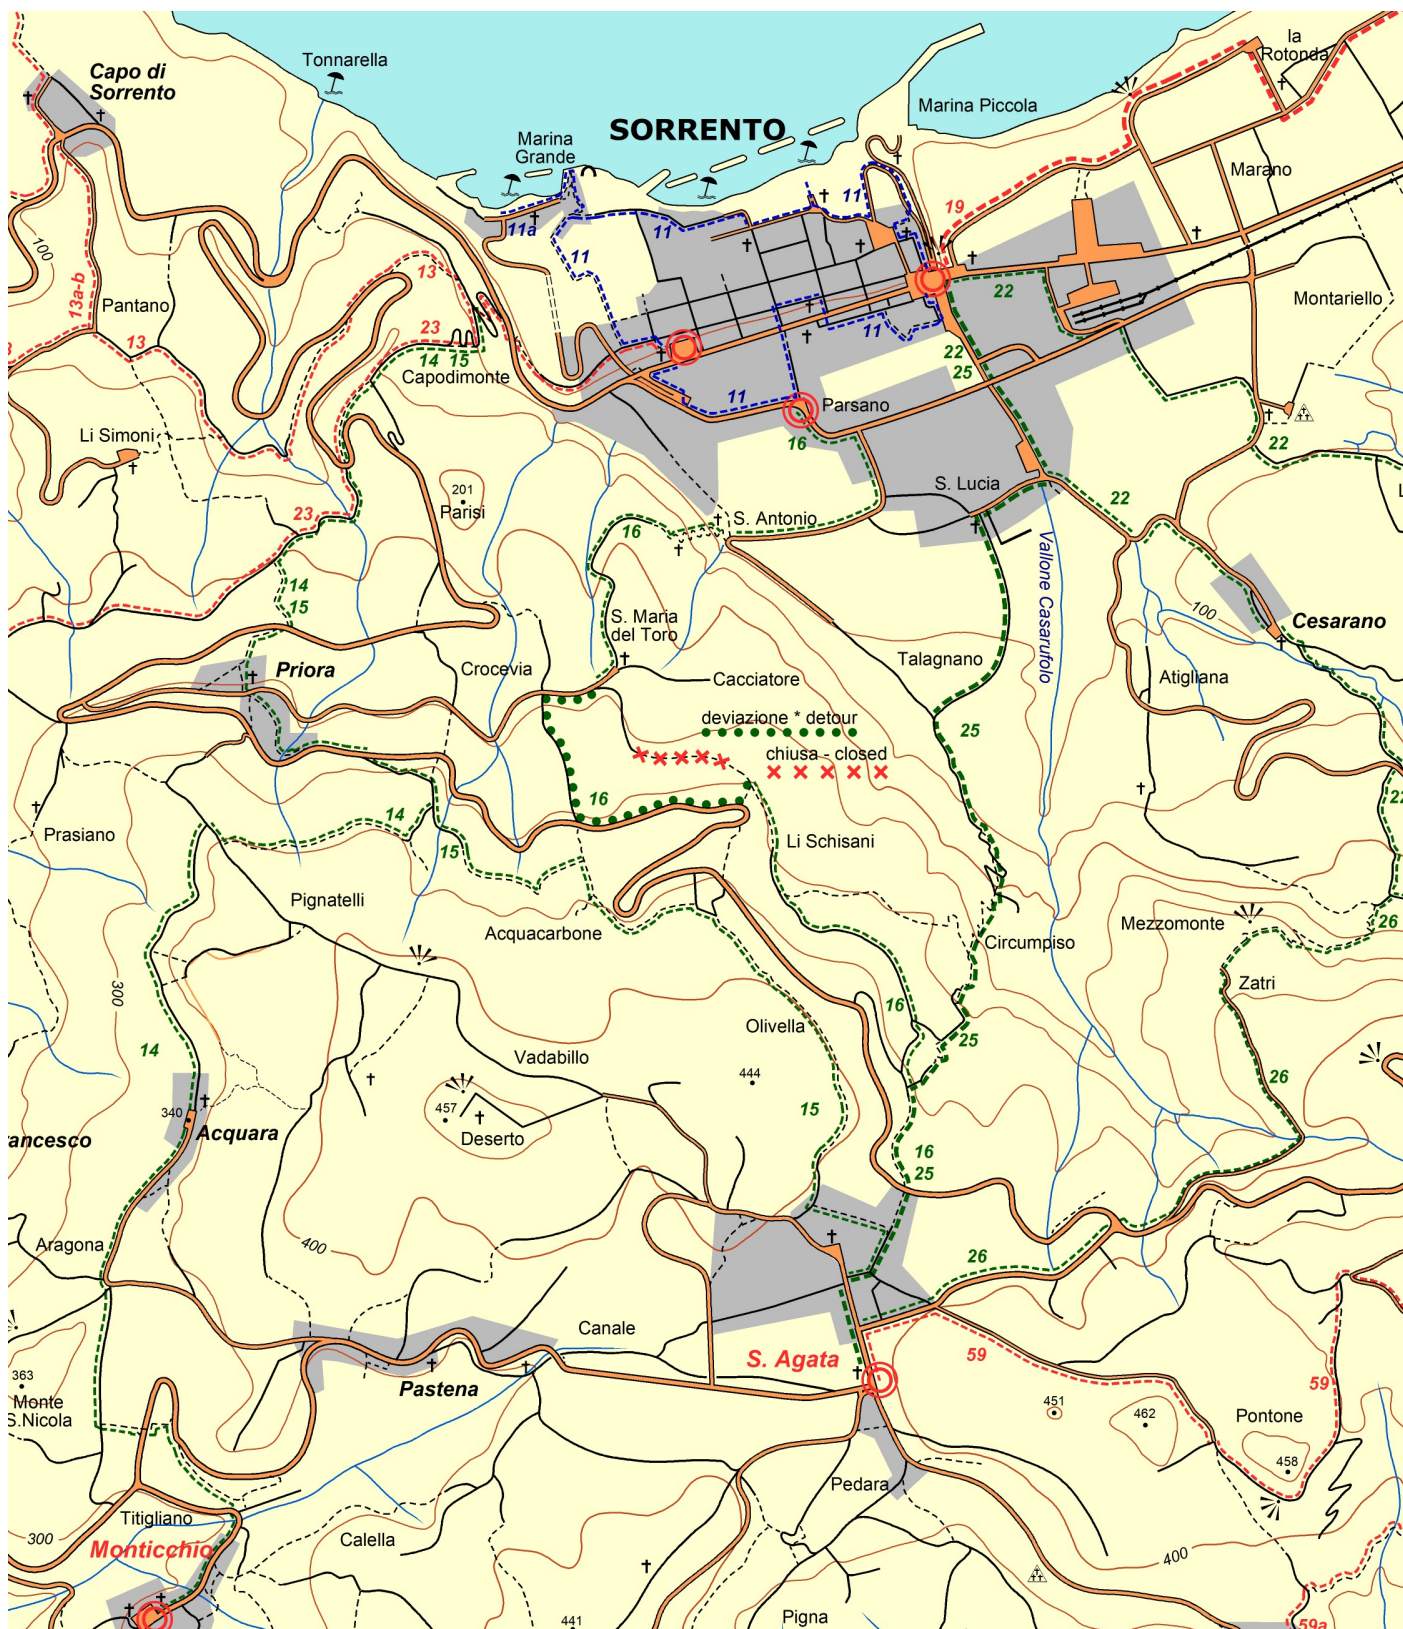 la
Rotonda
Tonnarella
Capo di
Sorrento
Marina Piccola
SORRENTO
Marina
Grande
Marano
11
19
11a
11
11
100
13
22
13a-b
Pantano
Montariello
23
13
11
22
25
14 15
Capodimonte
11
Parsano
16
22
Li Simoni
201
Parisi
S. Lucia
22
23
S. Antonio
16
Vallone Casarufolo
14
15
100
S. Maria
del Toro
Cesarano
Priora
Crocevia
Talagnano
Cacciatore
Atigliana
deviazione * detour
25
chiusa - closed
16
22
14
Prasiano
15
Li Schisani
Pignatelli
Acquacarbone
Mezzomonte
26
Circumpiso
300
Zatri
16
Olivella
25
14
Vadabillo
444
26
457
15
340
Deserto
ancesco
Acquara
16
25
Aragona
400
26
Canale
S. Agata
59
363
Pastena
59
Monte
S.Nicola
451
462
Pontone
458
Pedara
Titigliano
300
Calella
Monticchio
400
441
Pigna
59a